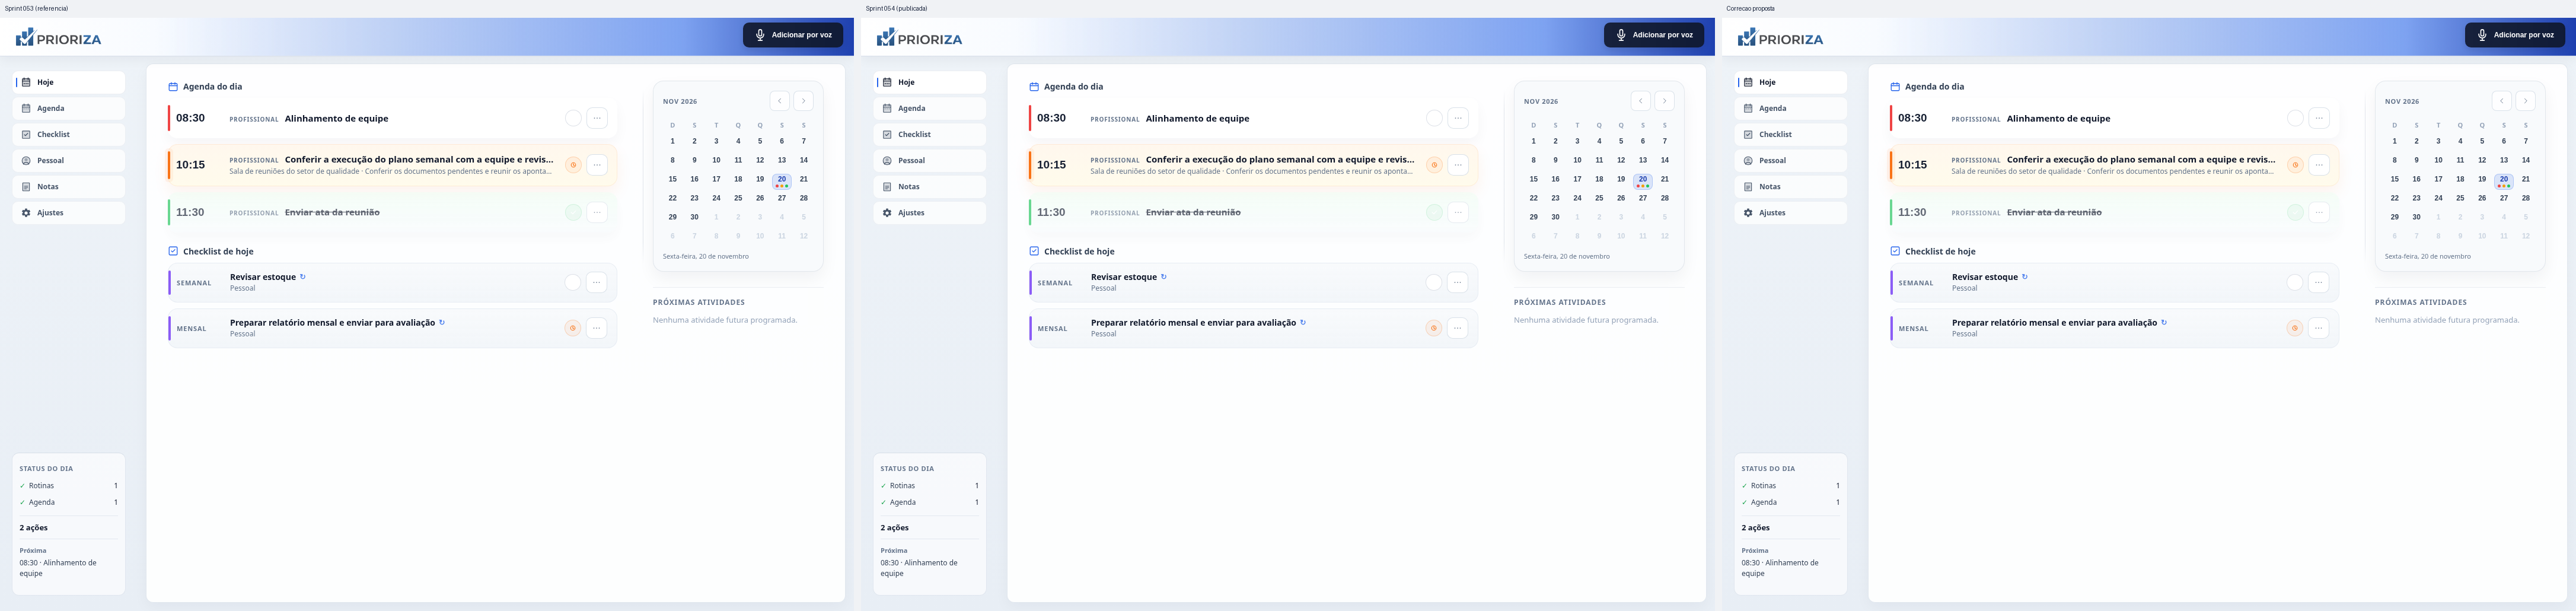 Sprint 053 (referencia)
PRIORIZA
Adicionar por voz
Hoje
Agenda
Checklist
Pessoal
Notas
Ajustes
STATUS DO DIA
✓ Rotinas 1
✓ Agenda 1
2 ações
Próxima
08:30 · Alinhamento de
equipe
Agenda do dia
08:30 PROFISSIONAL Alinhamento de equipe
10:15 PROFISSIONAL Conferir a execução do plano semanal com a equipe e revis...
Sala de reuniões do setor de qualidade · Conferir os documentos pendentes e reunir os aponta...
11:30 PROFISSIONAL Enviar ata da reunião
Checklist de hoje
SEMANAL Revisar estoque ↻
Pessoal
MENSAL Preparar relatório mensal e enviar para avaliação ↻
Pessoal
NOV 2026
D S T Q Q S S
1 2 3 4 5 6 7
8 9 10 11 12 13 14
15 16 17 18 19 20 21
22 23 24 25 26 27 28
29 30 1 2 3 4 5
6 7 8 9 10 11 12
Sexta-feira, 20 de novembro
PRÓXIMAS ATIVIDADES
Nenhuma atividade futura programada.
Sprint 054 (publicada)
PRIORIZA
Adicionar por voz
Hoje
Agenda
Checklist
Pessoal
Notas
Ajustes
STATUS DO DIA
✓ Rotinas 1
✓ Agenda 1
2 ações
Próxima
08:30 · Alinhamento de
equipe
Agenda do dia
08:30 PROFISSIONAL Alinhamento de equipe
10:15 PROFISSIONAL Conferir a execução do plano semanal com a equipe e revis...
Sala de reuniões do setor de qualidade · Conferir os documentos pendentes e reunir os aponta...
11:30 PROFISSIONAL Enviar ata da reunião
Checklist de hoje
SEMANAL Revisar estoque ↻
Pessoal
MENSAL Preparar relatório mensal e enviar para avaliação ↻
Pessoal
NOV 2026
D S T Q Q S S
1 2 3 4 5 6 7
8 9 10 11 12 13 14
15 16 17 18 19 20 21
22 23 24 25 26 27 28
29 30 1 2 3 4 5
6 7 8 9 10 11 12
Sexta-feira, 20 de novembro
PRÓXIMAS ATIVIDADES
Nenhuma atividade futura programada.
Correcao proposta
PRIORIZA
Adicionar por voz
Hoje
Agenda
Checklist
Pessoal
Notas
Ajustes
STATUS DO DIA
✓ Rotinas 1
✓ Agenda 1
2 ações
Próxima
08:30 · Alinhamento de
equipe
Agenda do dia
08:30 PROFISSIONAL Alinhamento de equipe
10:15 PROFISSIONAL Conferir a execução do plano semanal com a equipe e revis...
Sala de reuniões do setor de qualidade · Conferir os documentos pendentes e reunir os aponta...
11:30 PROFISSIONAL Enviar ata da reunião
Checklist de hoje
SEMANAL Revisar estoque ↻
Pessoal
MENSAL Preparar relatório mensal e enviar para avaliação ↻
Pessoal
NOV 2026
D S T Q Q S S
1 2 3 4 5 6 7
8 9 10 11 12 13 14
15 16 17 18 19 20 21
22 23 24 25 26 27 28
29 30 1 2 3 4 5
6 7 8 9 10 11 12
Sexta-feira, 20 de novembro
PRÓXIMAS ATIVIDADES
Nenhuma atividade futura programada.